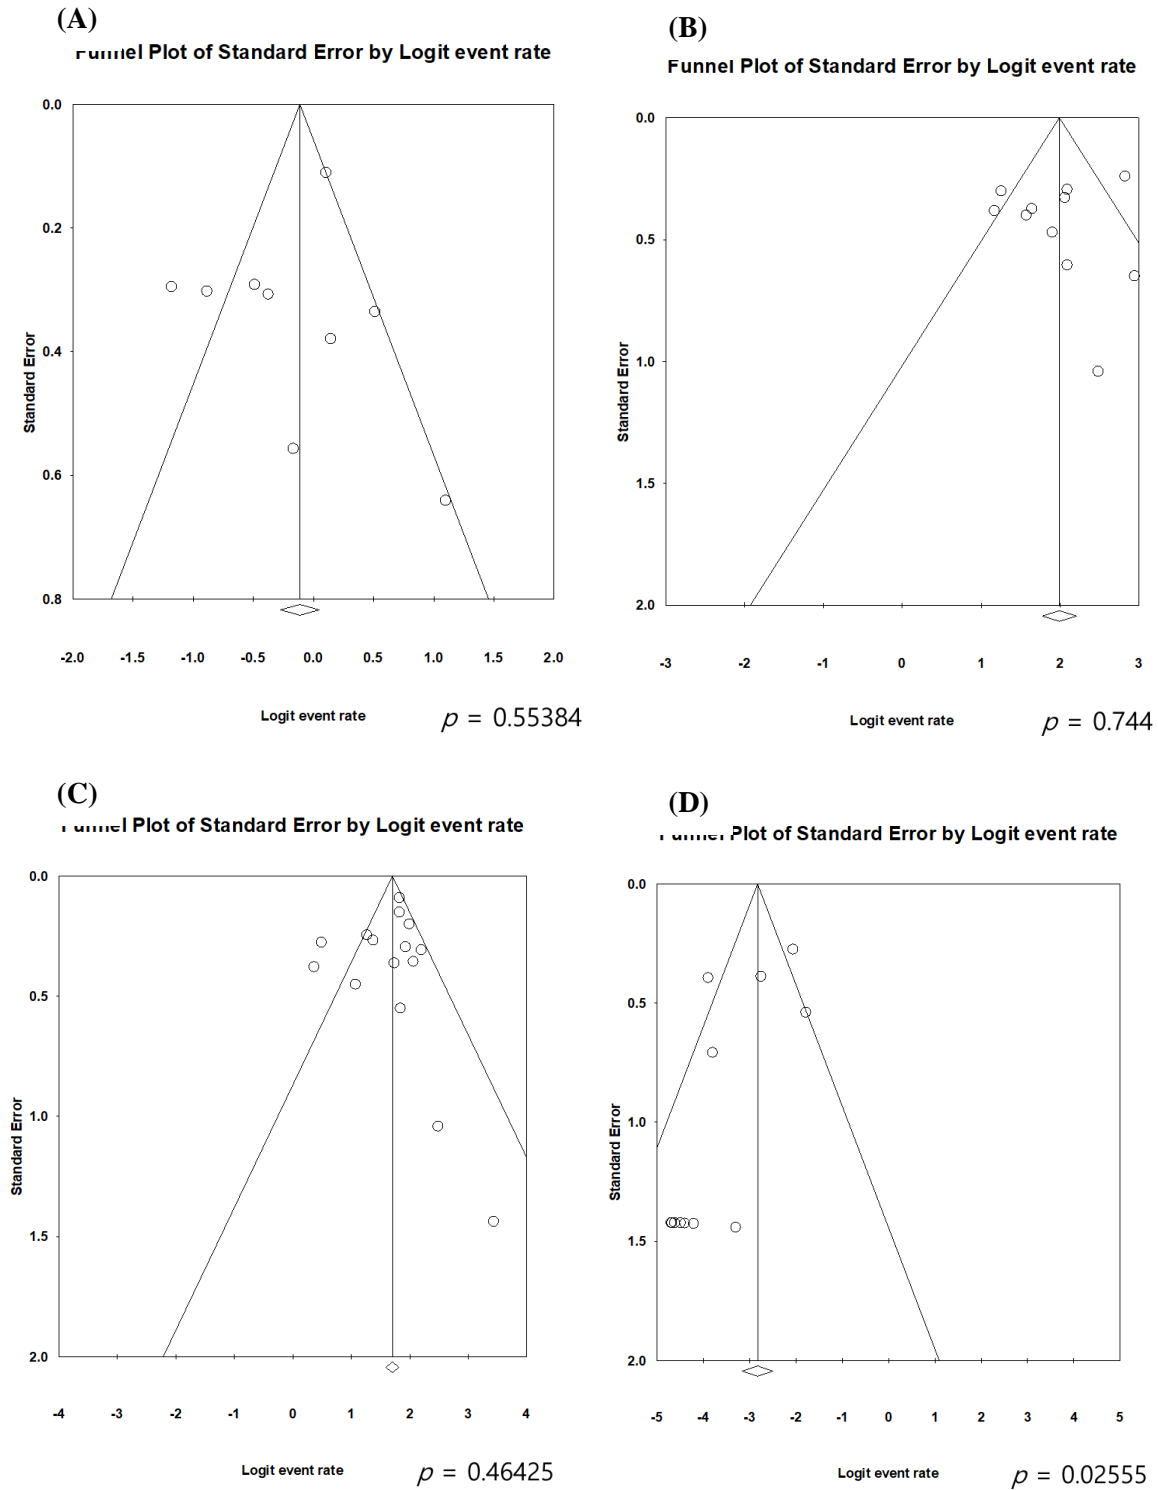 (A)
Funnel Plot of Standard Error by Logit event rate
0.0
0.2
0.4
0.6
0.8
Standard Error
-2.0 -1.5 -1.0 -0.5 0.0 0.5 1.0 1.5 2.0
Logit event rate
p = 0.55384
(B)
Funnel Plot of Standard Error by Logit event rate
0.0
0.5
1.0
1.5
2.0
Standard Error
-3 -2 -1 0 1 2 3
Logit event rate
p = 0.744
(C)
Funnel Plot of Standard Error by Logit event rate
0.0
0.5
1.0
1.5
2.0
Standard Error
-4 -3 -2 -1 0 1 2 3 4
Logit event rate
p = 0.46425
(D)
Funnel Plot of Standard Error by Logit event rate
0.0
0.5
1.0
1.5
2.0
Standard Error
-5 -4 -3 -2 -1 0 1 2 3 4 5
Logit event rate
p = 0.02555